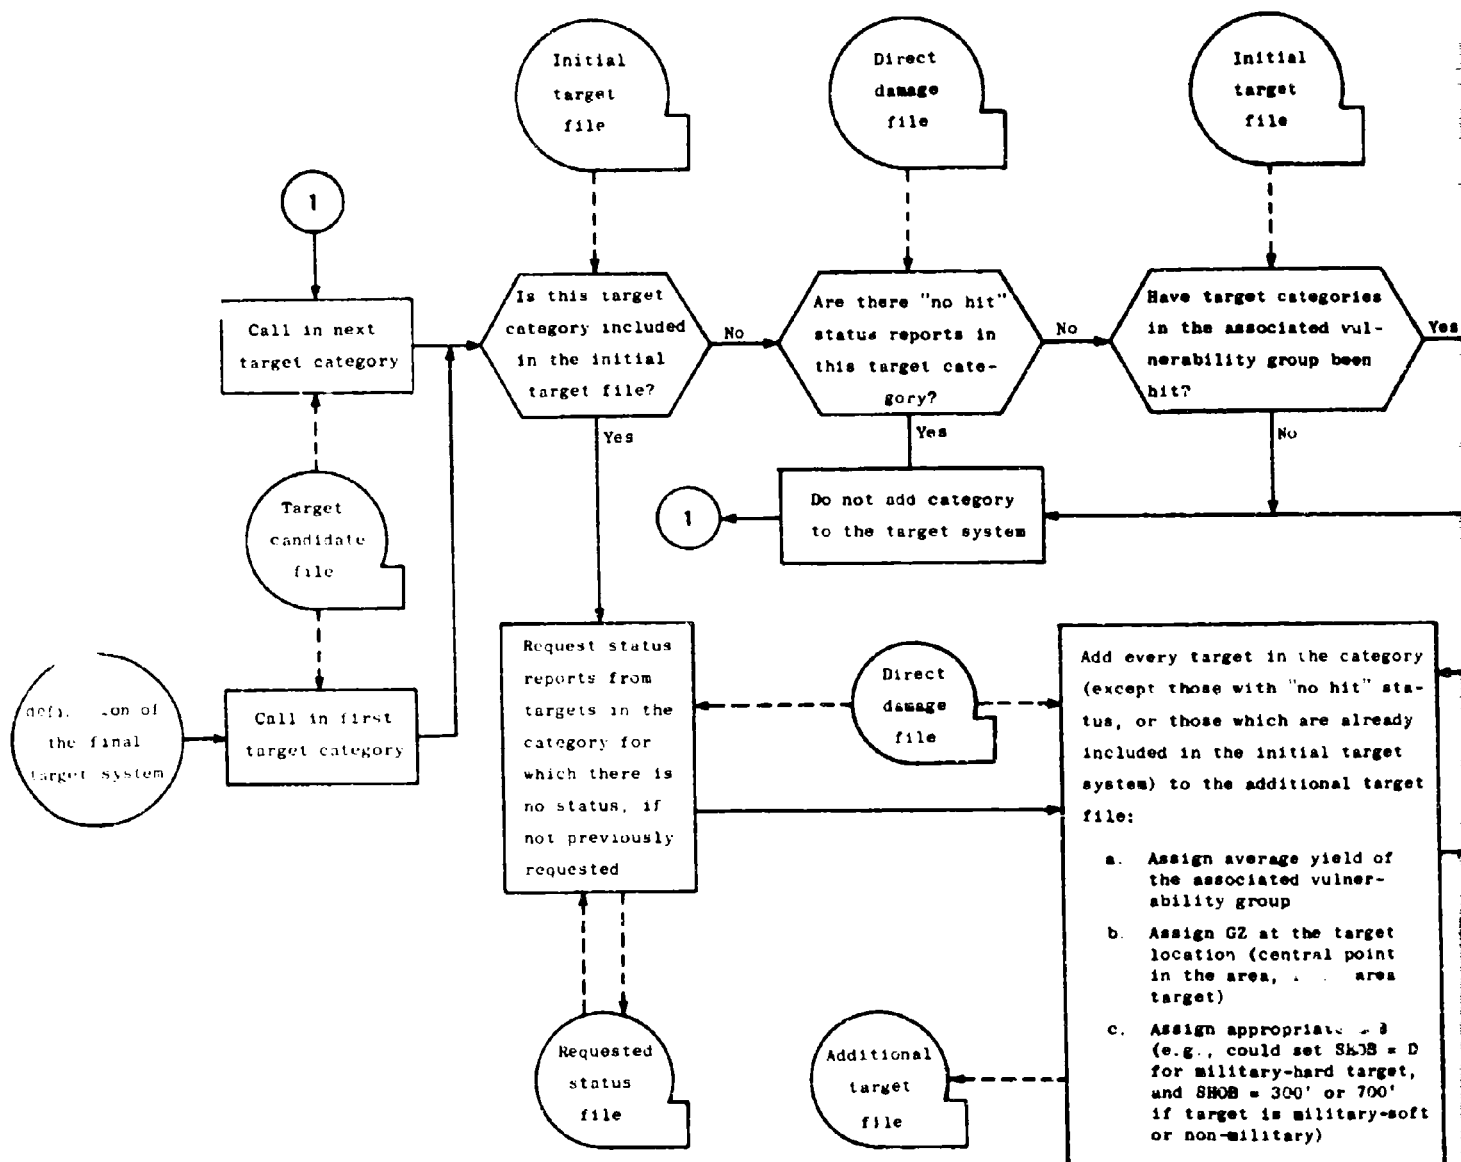 Initial
target
file
Direct
damage
file
Initial
target
file
1
Call in next
target category
Is this target
category included
in the initial
target file?
No
Are there "no hit"
status reports in
this target cate-
gory?
No
Have target categories
in the associated vul-
nerability group been
hit?
Yes
Yes
Yes
No
Target
candidate
file
1
Do not add category
to the target system
of
the final
target system
Call in first
target category
Request status
reports from
targets in the
category for
which there is
no status, if
not previously
requested
Direct
damage
file
Add every target in the category
(except those with "no hit" sta-
tus, or those which are already
included in the initial target
system) to the additional target
file:
a. Assign average yield of
the associated vulner-
ability group
b. Assign GZ at the target
location (central point
in the area, area
target)
c. Assign appropriate
(e.g., could set = 
for military-hard target,
and SHOB = 300' or 700'
if target is military-soft
or non-military)
Requested
status
file
Additional
target
file